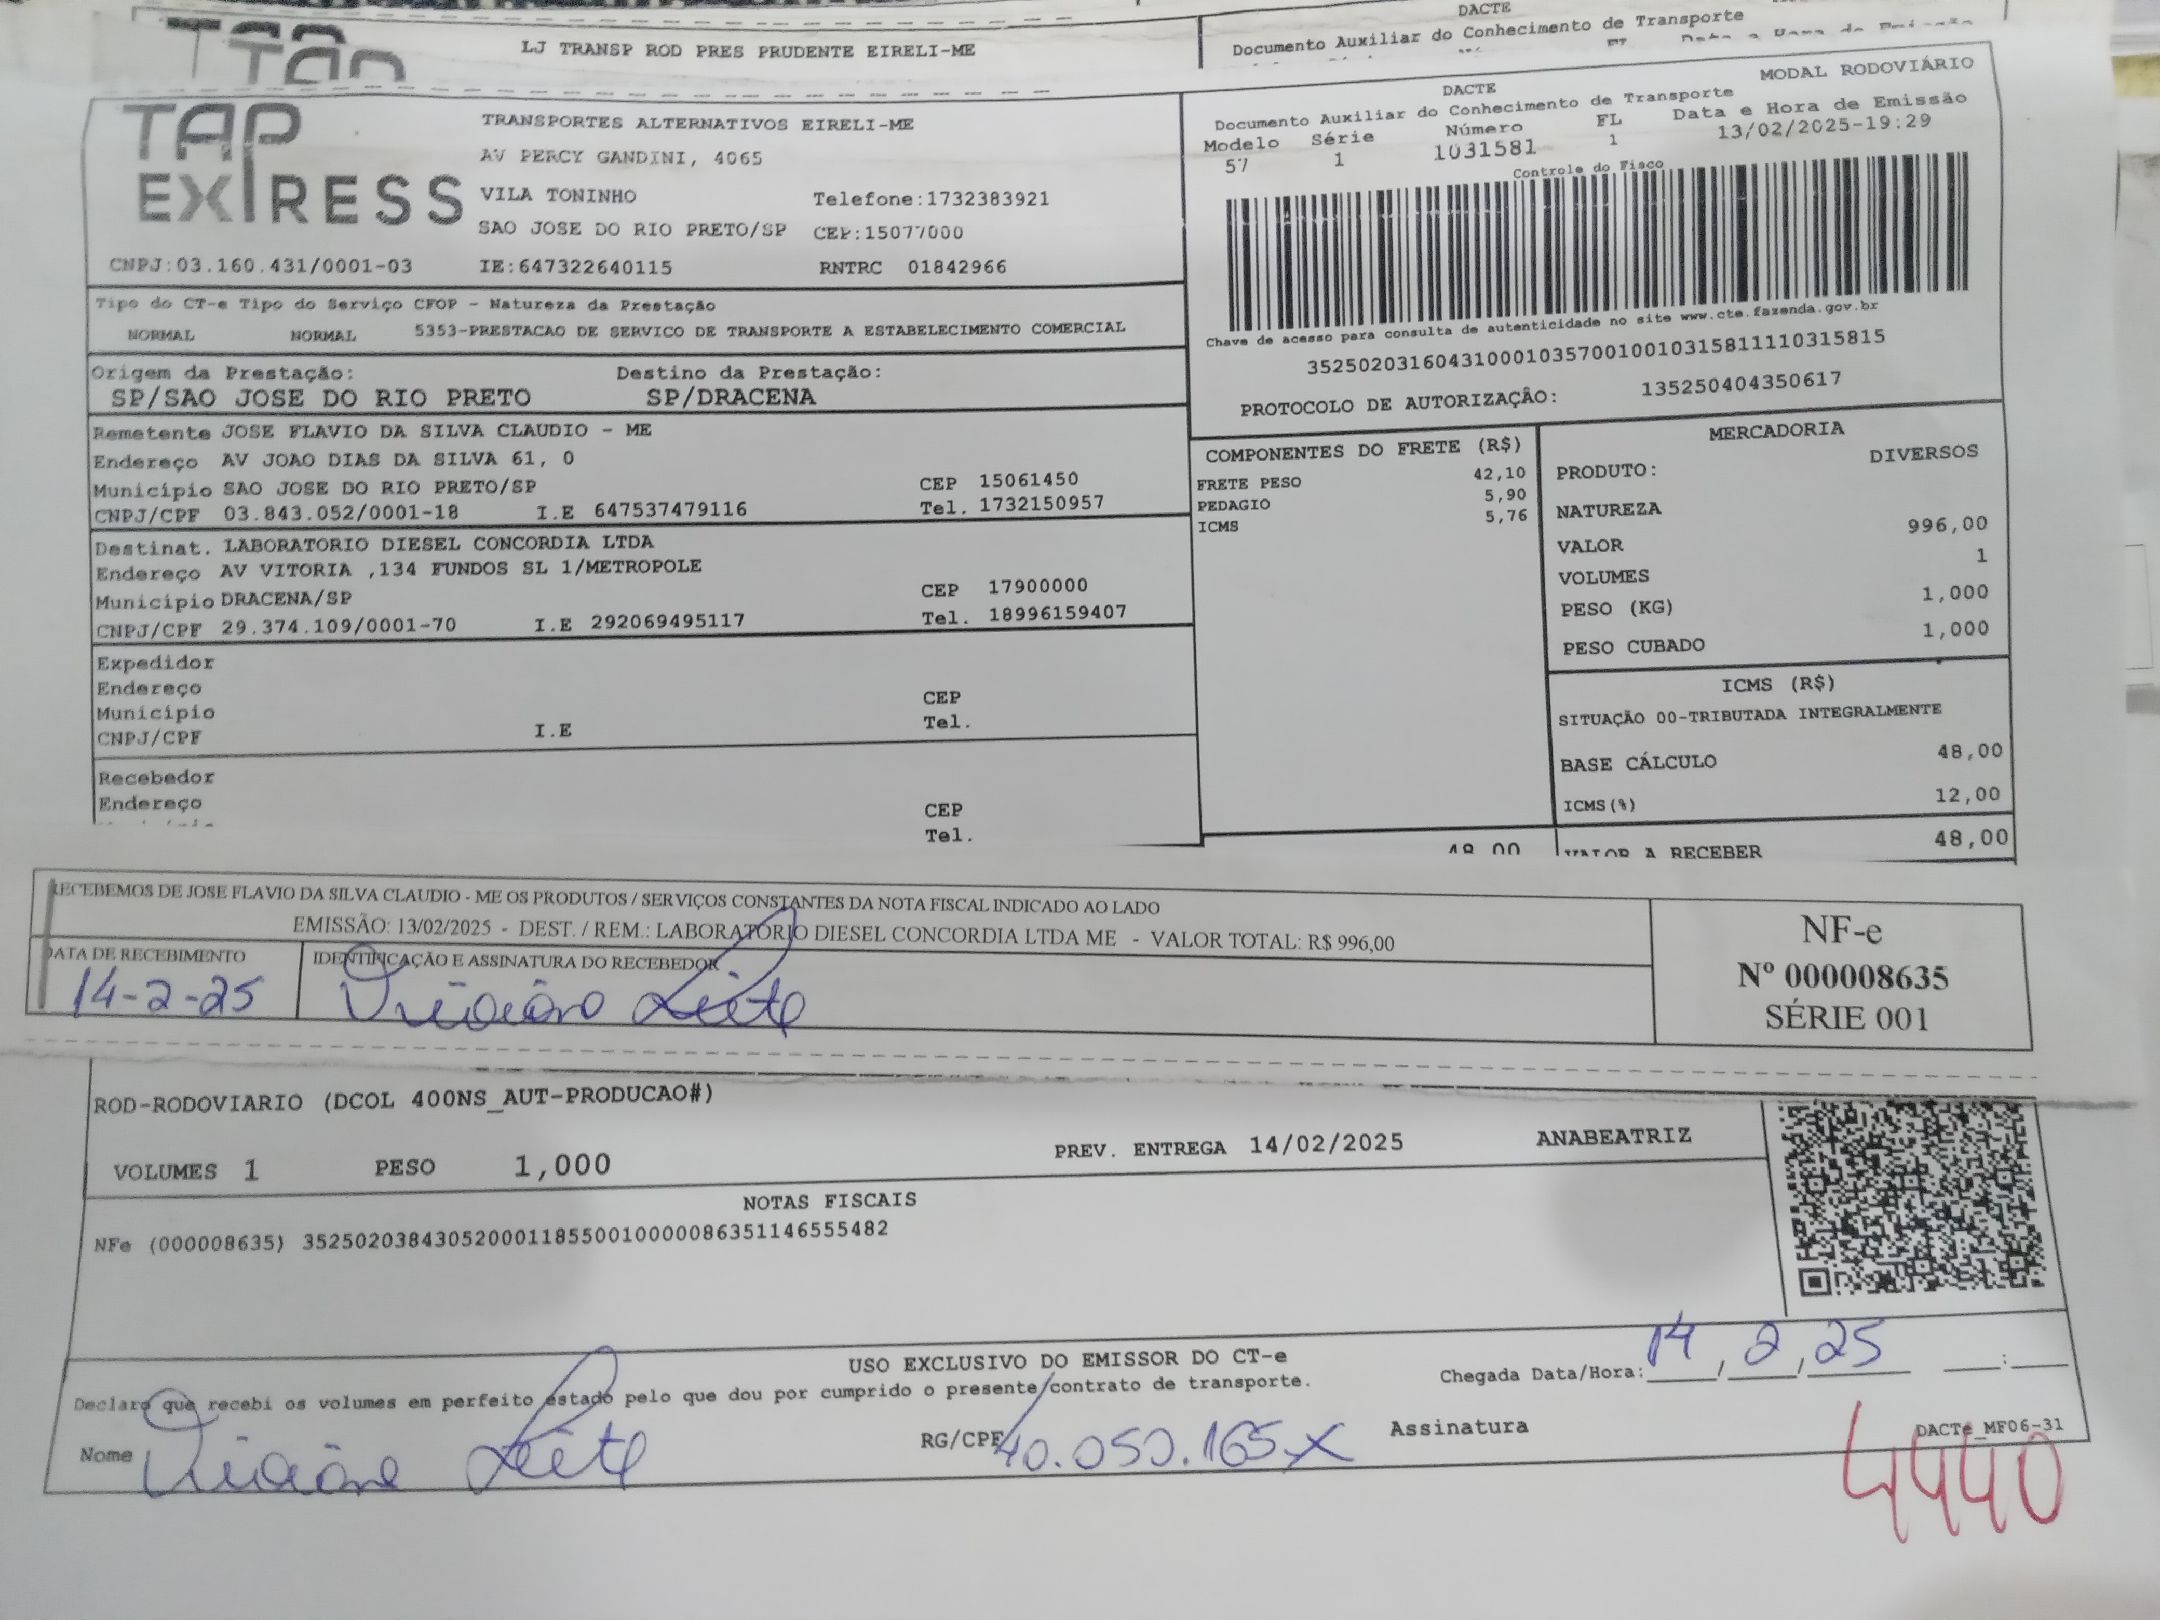 LJ TRANSP ROD PRES PRUDENTE EIRELI-ME
DACTE
Documento Auxiliar do Conhecimento de Transporte
TAP
EXPRESS
TRANSPORTES ALTERNATIVOS EIRELI-ME
AV PERCY GANDINI, 4065
VILA TONINHO Telefone:1732383921
SAO JOSE DO RIO PRETO/SP CEP:15077000
CNPJ:03.160.431/0001-03 IE:647322640115 RNTRC 01842966
DACTE MODAL RODOVIÁRIO
Documento Auxiliar do Conhecimento de Transporte
Modelo Série Número FL Data e Hora de Emissão
57 1 1031581 1 13/02/2025-19:29
Controle do Fisco
Chave de acesso para consulta de autenticidade no site www.cte.fazenda.gov.br
35250203160431000103570010010315811110315815
PROTOCOLO DE AUTORIZAÇÃO: 135250404350617
Tipo do CT-e Tipo do Serviço CFOP - Natureza da Prestação
NORMAL NORMAL 5353-PRESTACAO DE SERVICO DE TRANSPORTE A ESTABELECIMENTO COMERCIAL
Origem da Prestação: Destino da Prestação:
SP/SAO JOSE DO RIO PRETO SP/DRACENA
Remetente JOSE FLAVIO DA SILVA CLAUDIO - ME
Endereço AV JOAO DIAS DA SILVA 61, 0
Município SAO JOSE DO RIO PRETO/SP CEP 15061450
CNPJ/CPF 03.843.052/0001-18 I.E 647537479116 Tel. 1732150957
Destinat. LABORATORIO DIESEL CONCORDIA LTDA
Endereço AV VITORIA ,134 FUNDOS SL 1/METROPOLE
Município DRACENA/SP CEP 17900000
CNPJ/CPF 29.374.109/0001-70 I.E 292069495117 Tel. 18996159407
Expedidor
Endereço
Município CEP
CNPJ/CPF I.E Tel.
Recebedor
Endereço CEP
Tel.
COMPONENTES DO FRETE (R$)
FRETE PESO 42,10
PEDAGIO 5,90
ICMS 5,76
48,00
MERCADORIA
PRODUTO: DIVERSOS
NATUREZA
VALOR 996,00
VOLUMES 1
PESO (KG) 1,000
PESO CUBADO 1,000
ICMS (R$)
SITUAÇÃO 00-TRIBUTADA INTEGRALMENTE
BASE CÁLCULO 48,00
ICMS(%) 12,00
VALOR A RECEBER 48,00
RECEBEMOS DE JOSE FLAVIO DA SILVA CLAUDIO - ME OS PRODUTOS / SERVIÇOS CONSTANTES DA NOTA FISCAL INDICADO AO LADO
EMISSÃO: 13/02/2025 - DEST. / REM.: LABORATÓRIO DIESEL CONCORDIA LTDA ME - VALOR TOTAL: R$ 996,00
DATA DE RECEBIMENTO IDENTIFICAÇÃO E ASSINATURA DO RECEBEDOR
14-2-25 Viviane Leite
NF-e
Nº 000008635
SÉRIE 001
ROD-RODOVIARIO (DCOL 400NS_AUT-PRODUCAO#)
VOLUMES 1 PESO 1,000 PREV. ENTREGA 14/02/2025 ANABEATRIZ
NOTAS FISCAIS
NFe (000008635) 35250203843052000118550010000086351146555482
USO EXCLUSIVO DO EMISSOR DO CT-e
Chegada Data/Hora: 14 / 2 / 25 :
Declaro que recebi os volumes em perfeito estado pelo que dou por cumprido o presente contrato de transporte.
Nome Viviane Leite RG/CPF 40.050.165X Assinatura
DACTe_MF06-31
4440